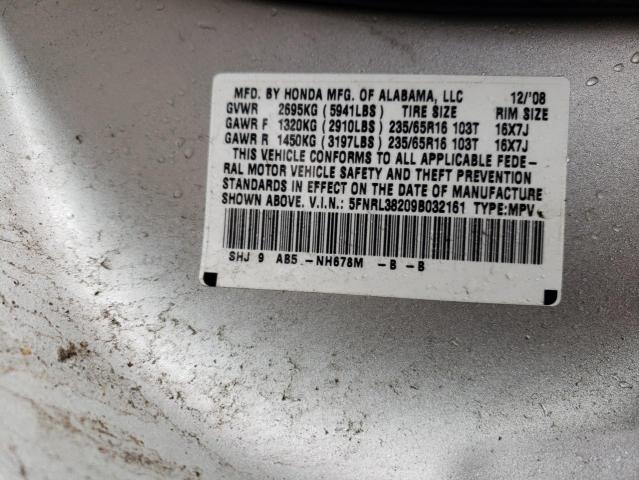 MFD. BY HONDA MFG. OF ALABAMA, LLC 12/'08
GVWR 2695KG (5941LBS) TIRE SIZE RIM SIZE
GAWR F 1320KG (2910LBS) 235/65R16 103T 16X7J
GAWR R 1450KG (3197LBS) 235/65R16 103T 16X7J
THIS VEHICLE CONFORMS TO ALL APPLICABLE FEDE-
RAL MOTOR VEHICLE SAFETY AND THEFT PREVENTION
STANDARDS IN EFFECT ON THE DATE OF MANUFACTURE
SHOWN ABOVE. V.I.N.: 5FNRL38209B032161 TYPE:MPV
SHJ 9 AB5 -NH678M -B -B